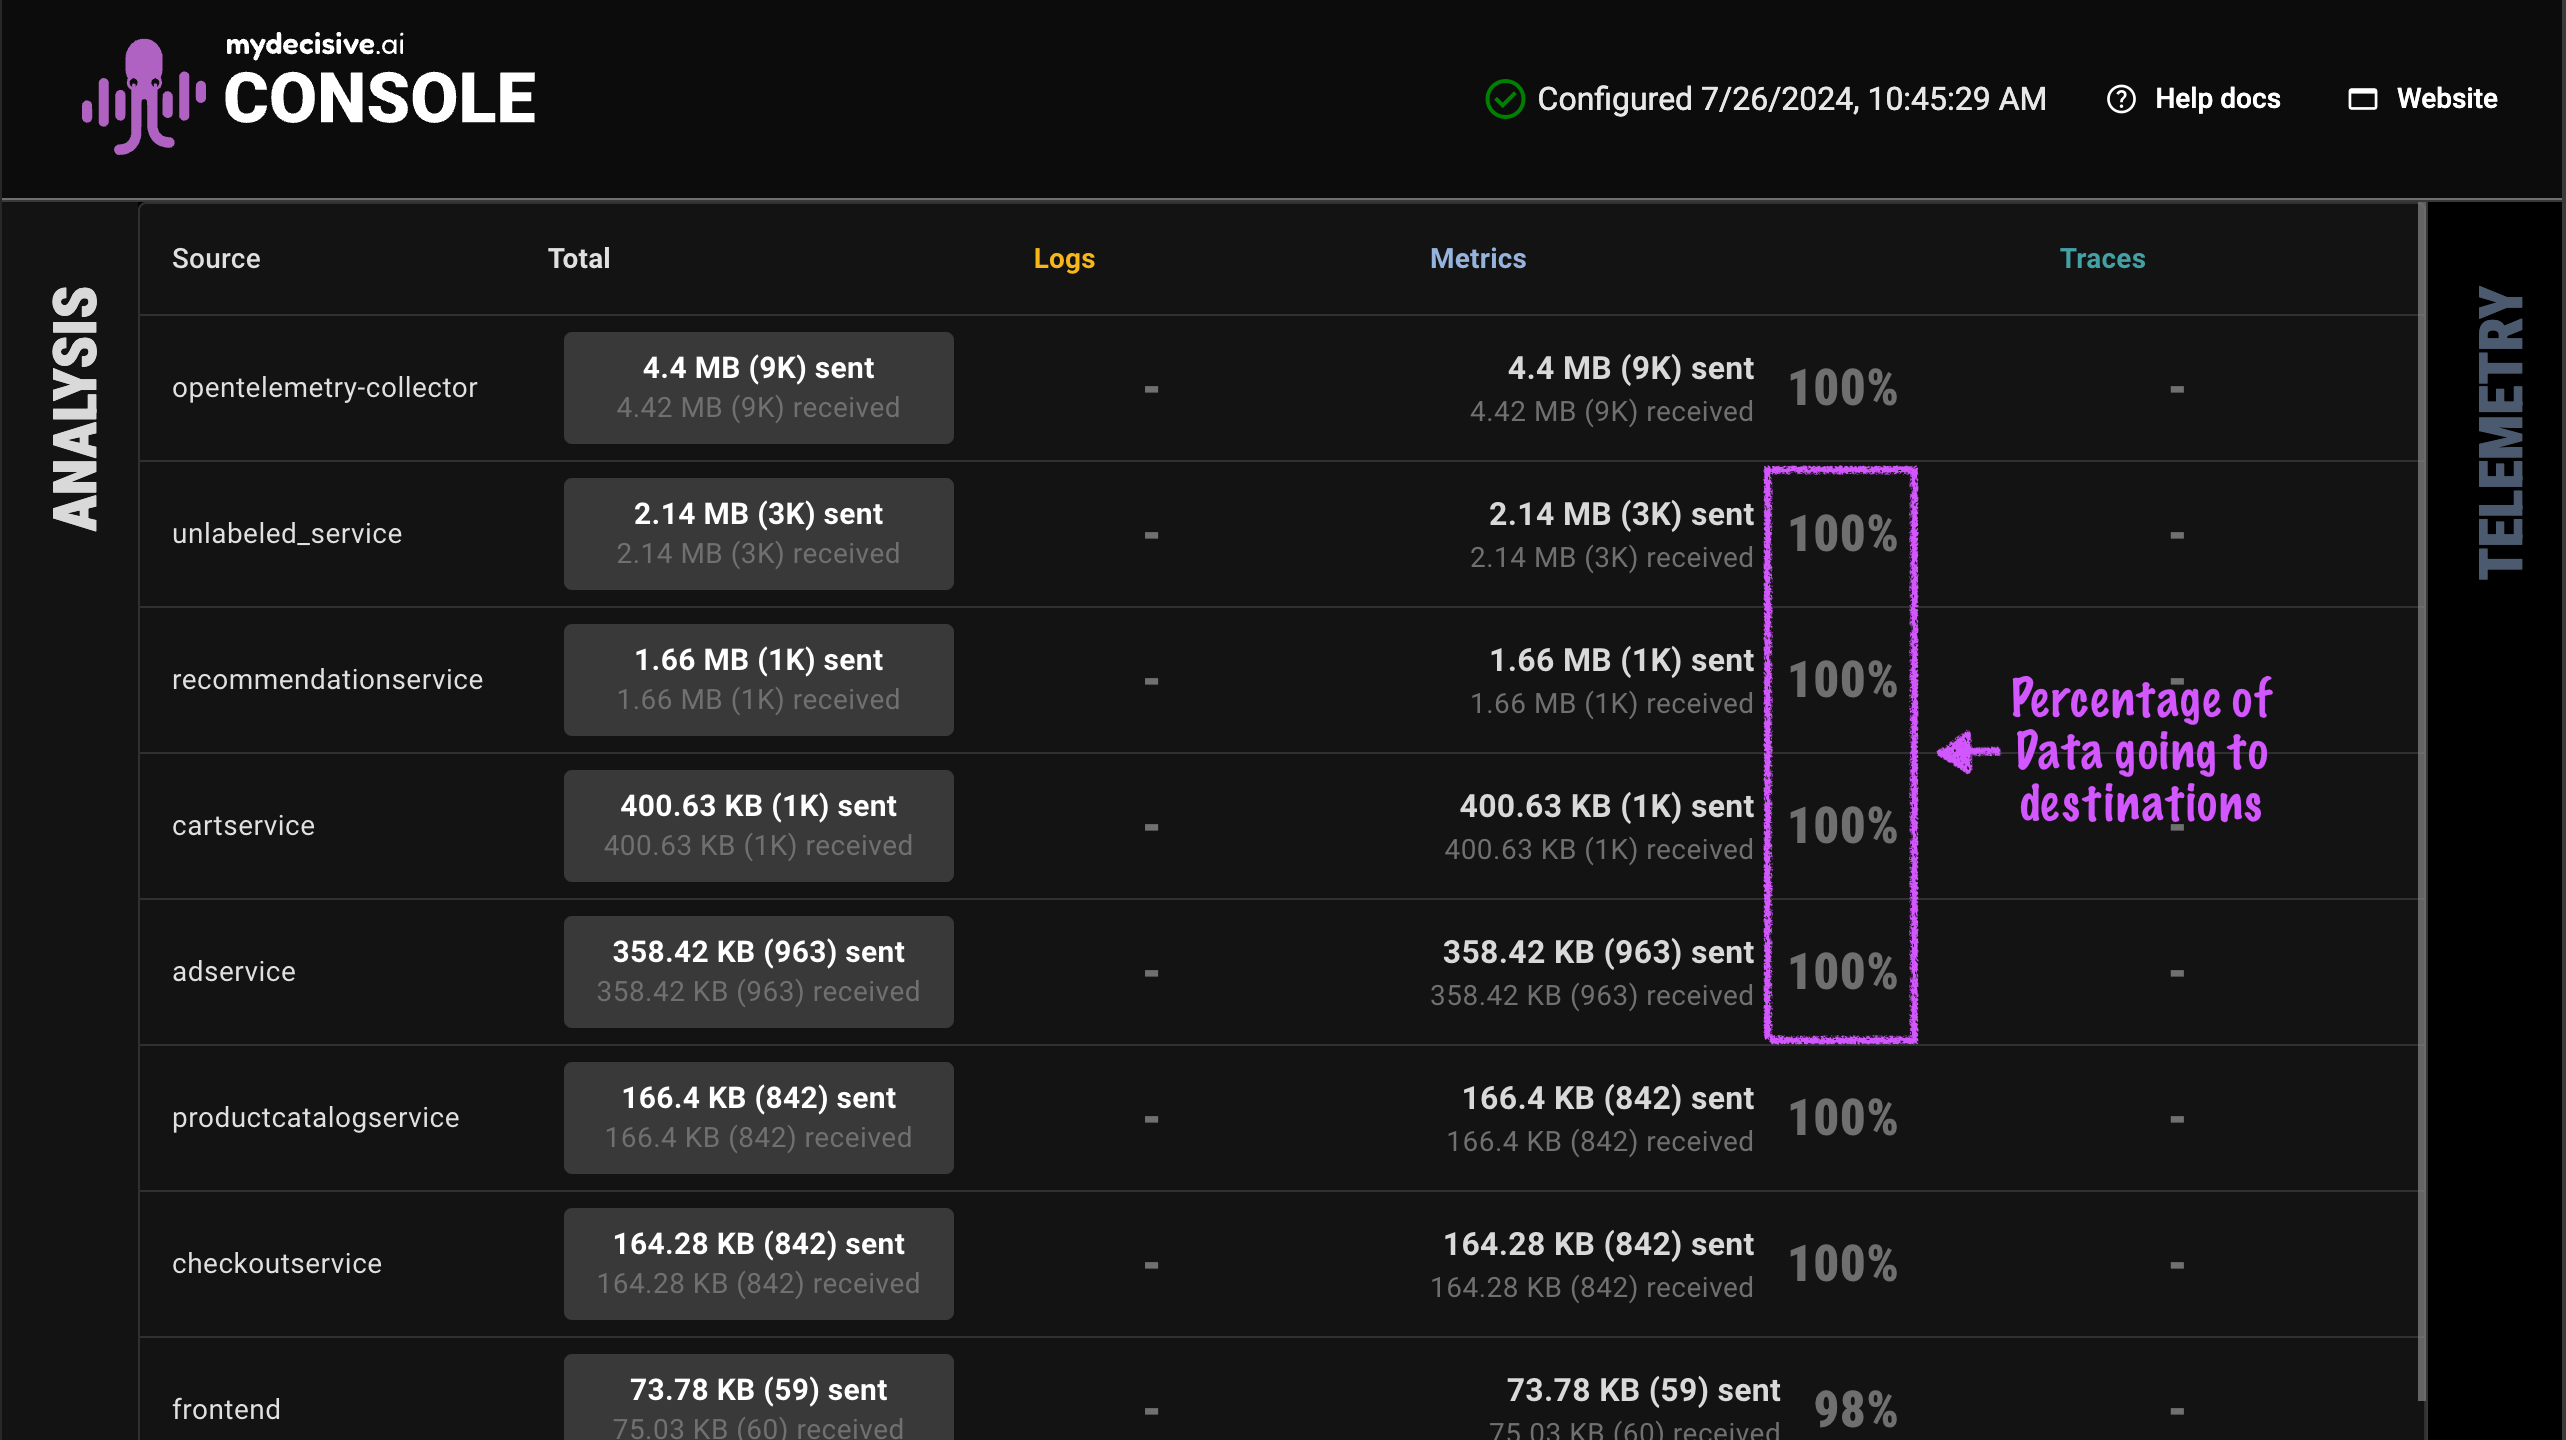 mydecisive.ai
CONSOLE
Configured 7/26/2024, 10:45:29 AM
Help docs
Website
ANALYSIS
TELEMETRY
Source Total Logs Metrics Traces
opentelemetry-collector
4.4 MB (9K) sent
4.42 MB (9K) received
-
4.4 MB (9K) sent
4.42 MB (9K) received
100%
-
unlabeled_service
2.14 MB (3K) sent
2.14 MB (3K) received
-
2.14 MB (3K) sent
2.14 MB (3K) received
100%
-
recommendationservice
1.66 MB (1K) sent
1.66 MB (1K) received
-
1.66 MB (1K) sent
1.66 MB (1K) received
100%
-
Percentage of
Data going to
destinations
cartservice
400.63 KB (1K) sent
400.63 KB (1K) received
-
400.63 KB (1K) sent
400.63 KB (1K) received
100%
-
adservice
358.42 KB (963) sent
358.42 KB (963) received
-
358.42 KB (963) sent
358.42 KB (963) received
100%
-
productcatalogservice
166.4 KB (842) sent
166.4 KB (842) received
-
166.4 KB (842) sent
166.4 KB (842) received
100%
-
checkoutservice
164.28 KB (842) sent
164.28 KB (842) received
-
164.28 KB (842) sent
164.28 KB (842) received
100%
-
frontend
73.78 KB (59) sent
75.03 KB (60) received
-
73.78 KB (59) sent
75.03 KB (60) received
98%
-